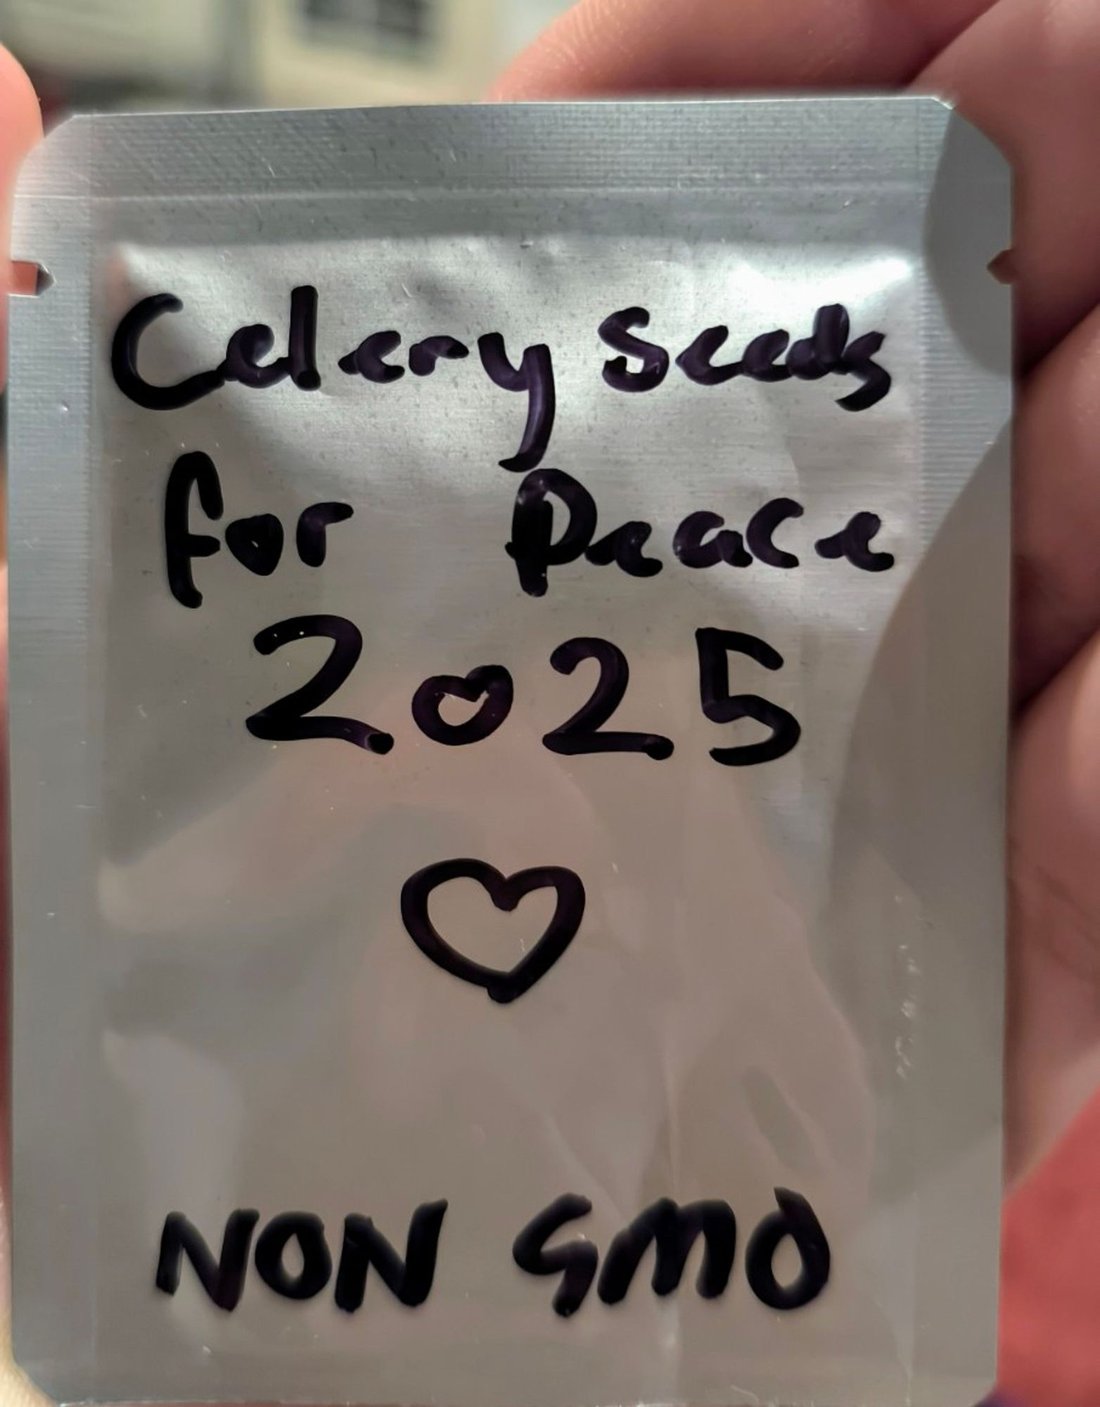 Celery Seeds
for Peace
2025
NON GMO